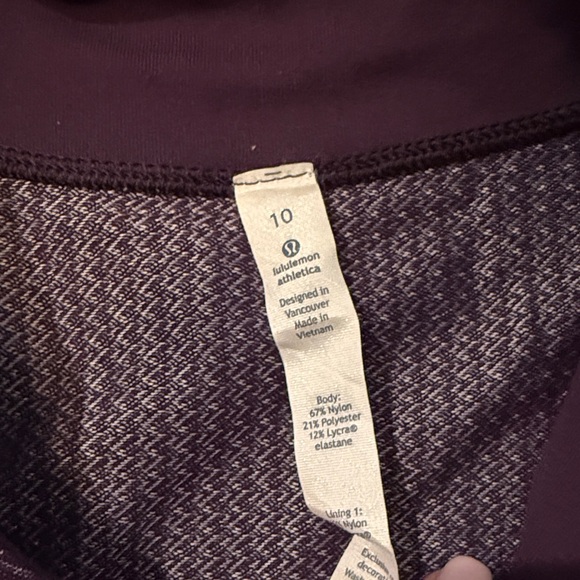 10
lululemon
athletica
Designed in
Vancouver
Made in
Vietnam
Body:
67% Nylon
21% Polyester
12% Lycra®
elastane
Lining 1:
Nylon
®